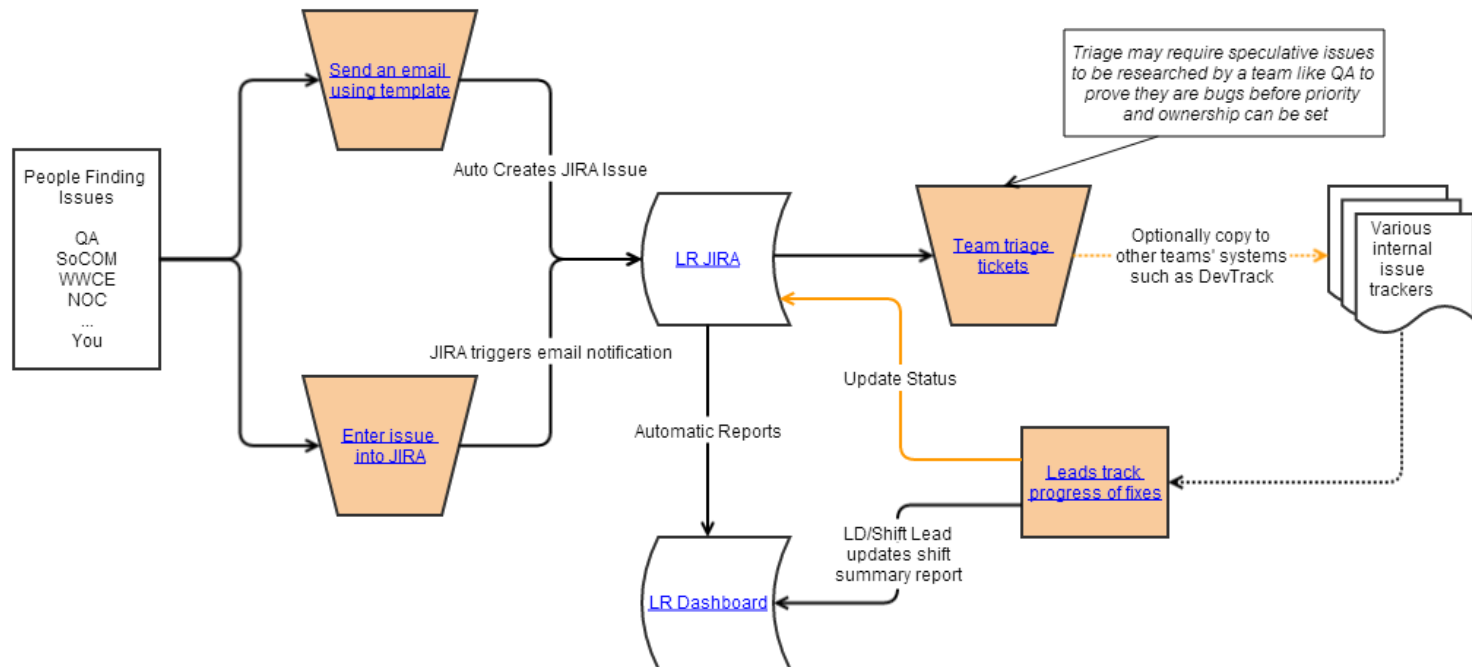 People Finding
Issues
QA
SoCOM
WWCE
NOC
...
You
Send an email
using template
Enter issue
into JIRA
Auto Creates JIRA Issue
JIRA triggers email notification
LR JIRA
Automatic Reports
LR Dashboard
Triage may require speculative issues
to be researched by a team like QA to
prove they are bugs before priority
and ownership can be set
Team triage
tickets
Optionally copy to
other teams' systems
such as DevTrack
Various
internal
issue
trackers
Update Status
Leads track
progress of fixes
LD/Shift Lead
updates shift
summary report